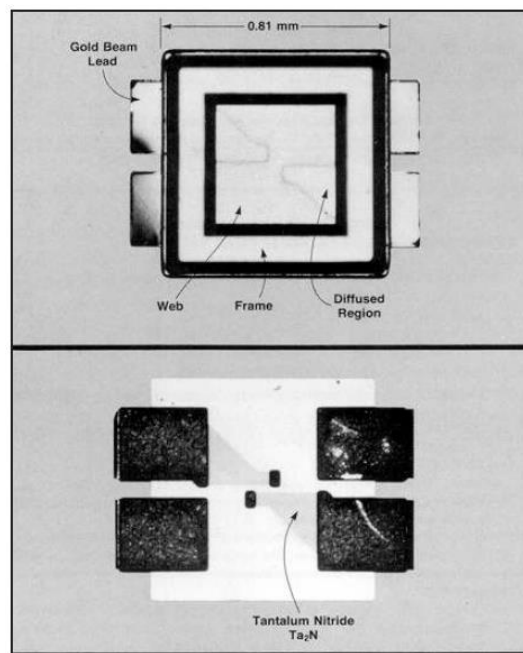 0.81 mm
Gold Beam
Lead
Web
Frame
Diffused
Region
Tantalum Nitride
Ta₂N